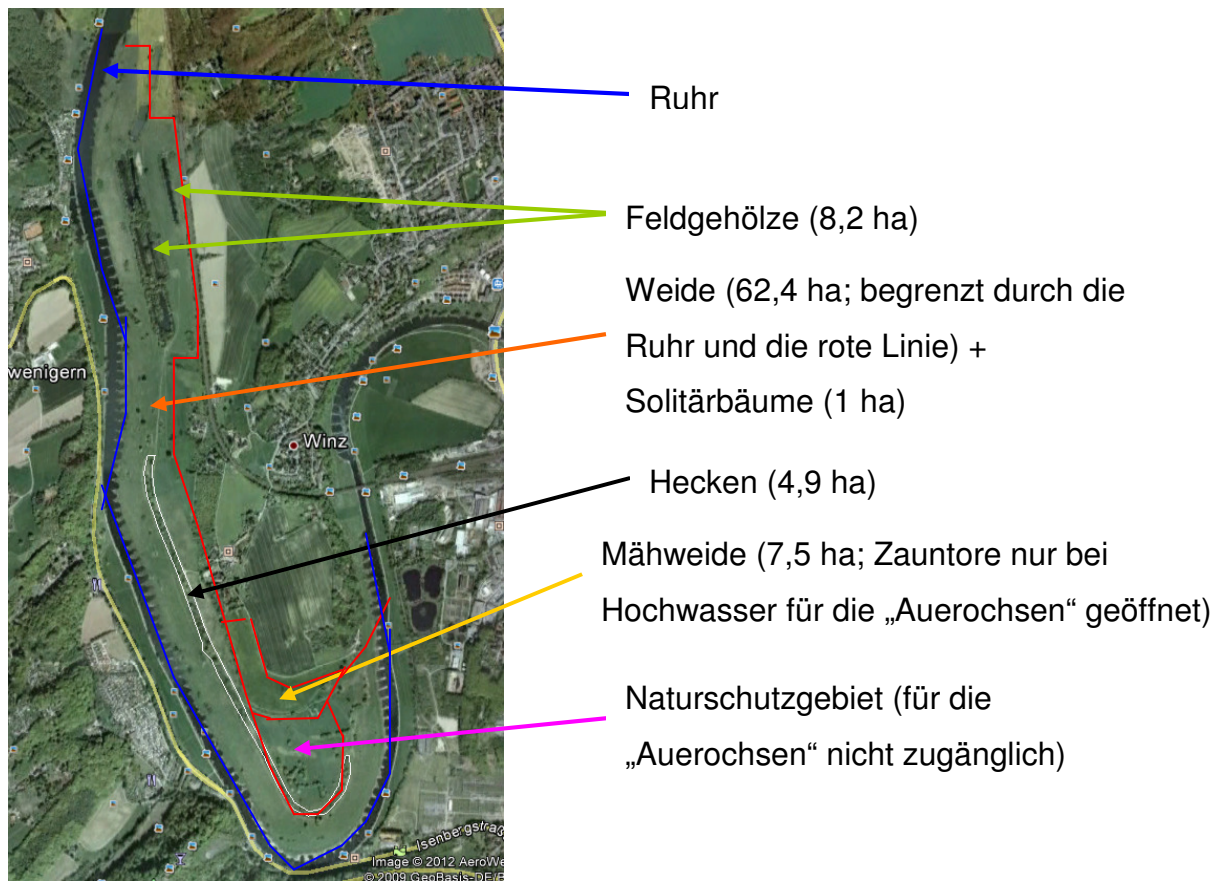 Ruhr
Feldgehölze (8,2 ha)
Weide (62,4 ha; begrenzt durch die
Ruhr und die rote Linie) +
Solitärbäume (1 ha)
Hecken (4,9 ha)
Mähweide (7,5 ha; Zauntore nur bei
Hochwasser für die „Auerochsen“ geöffnet)
Naturschutzgebiet (für die
„Auerochsen“ nicht zugänglich)
wenigern
Winz
Isenbergstraß
Image © 2012 AeroWe
© 2009 GeoBasis-DE/B